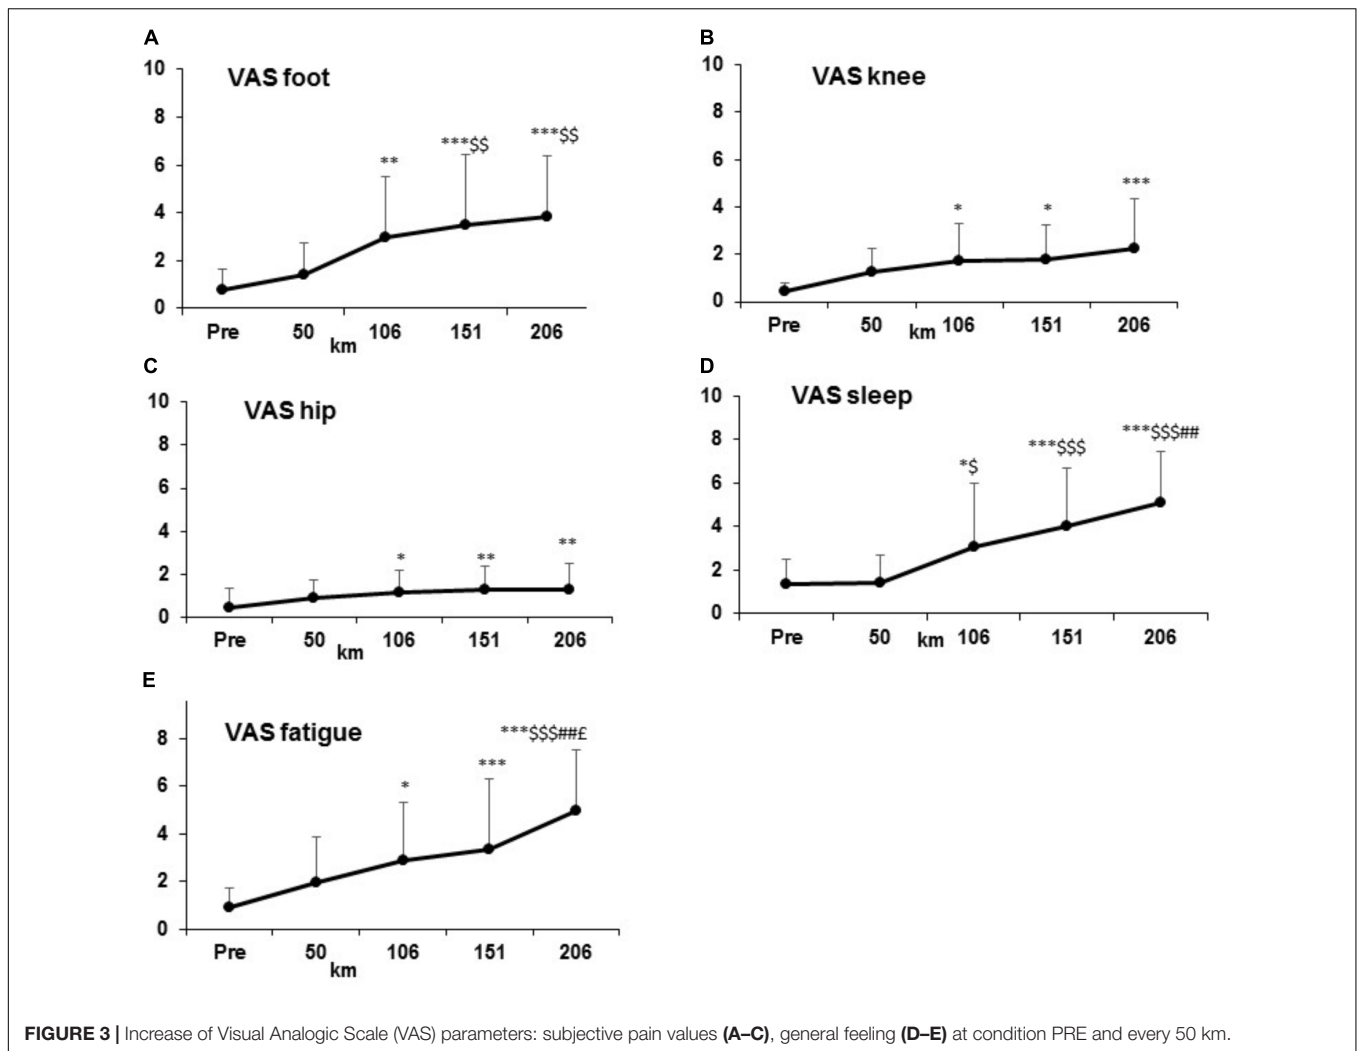 A
VAS foot
10
8
6
4
2
0
** ***$$ ***$$
Pre 50 106 151 206
km
B
VAS knee
10
8
6
4
2
0
* * ***
Pre 50 km 106 151 206
C
VAS hip
10
8
6
4
2
0
* ** **
Pre 50 km 106 151 206
D
VAS sleep
10
8
6
4
2
0
*$ ***$$$ ***$$$##
Pre 50 km 106 151 206
E
VAS fatigue
8
6
4
2
0
* *** ***$$$##£
Pre 50 106 151 206
km
FIGURE 3 | Increase of Visual Analogic Scale (VAS) parameters: subjective pain values (A–C), general feeling (D–E) at condition PRE and every 50 km.